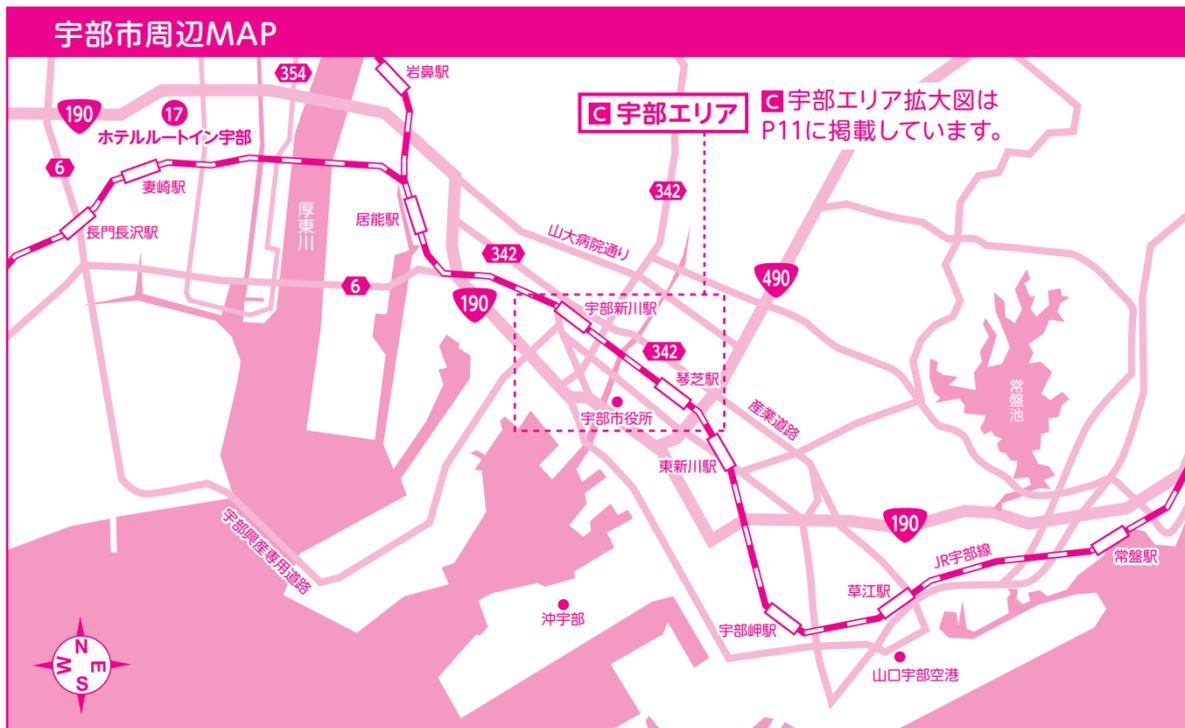 宇部市周辺MAP
354
岩鼻駅
190
17
ホテルルートイン宇部
C 宇部エリア
C 宇部エリア拡大図は
P11に掲載しています。
6
妻崎駅
342
長門長沢駅
厚東川
居能駅
山大病院通り
342
490
6
190
宇部新川駅
342
琴芝駅
常盤池
宇部市役所
産業道路
東新川駅
宇部興産専用道路
190
JR宇部線
常盤駅
草江駅
沖宇部
宇部岬駅
山口宇部空港
N
W
E
S